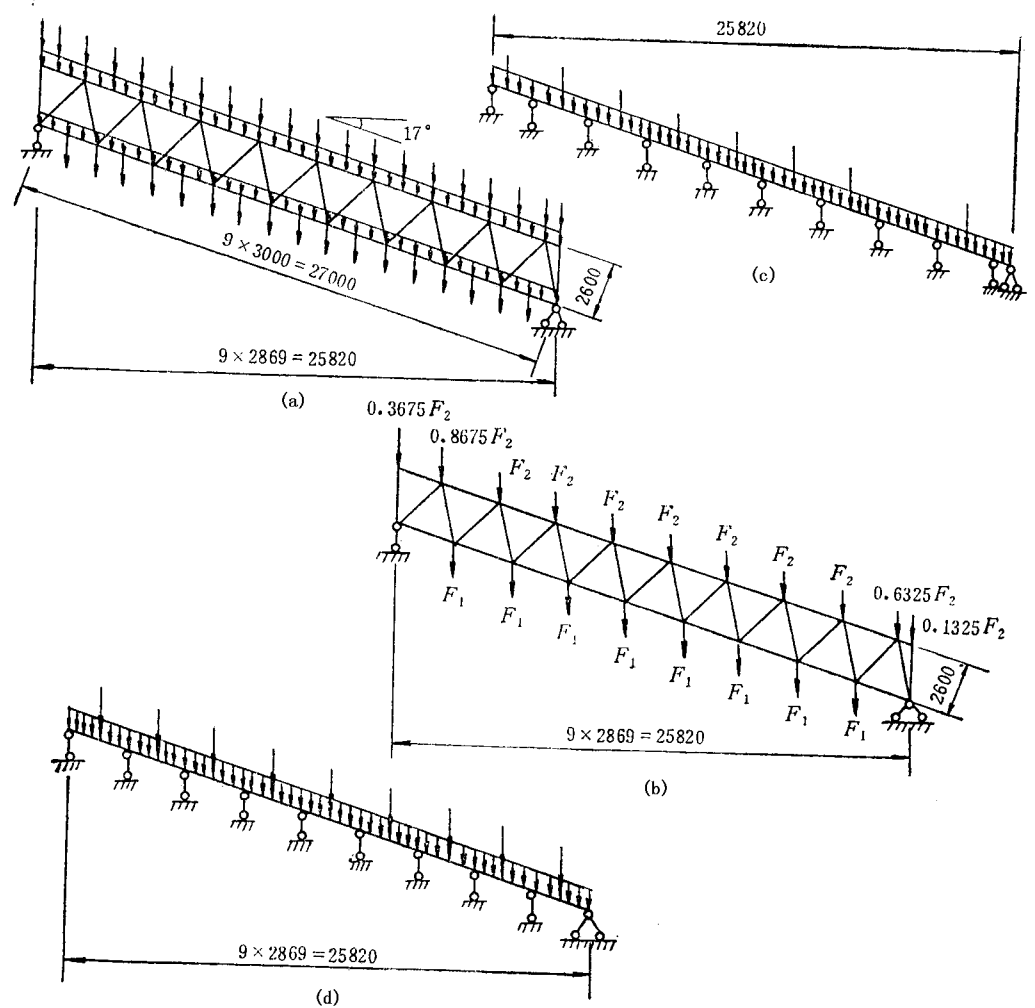 25820
17°
9×3000=27000
2600
9×2869=25820
(a)
(c)
0.3675F₂
0.8675F₂
F₂
F₂
F₂
F₂
F₂
F₂
F₂
0.6325F₂
0.1325F₂
F₁
F₁
F₁
F₁
F₁
F₁
F₁
F₁
2600
9×2869=25820
(b)
9×2869=25820
(d)